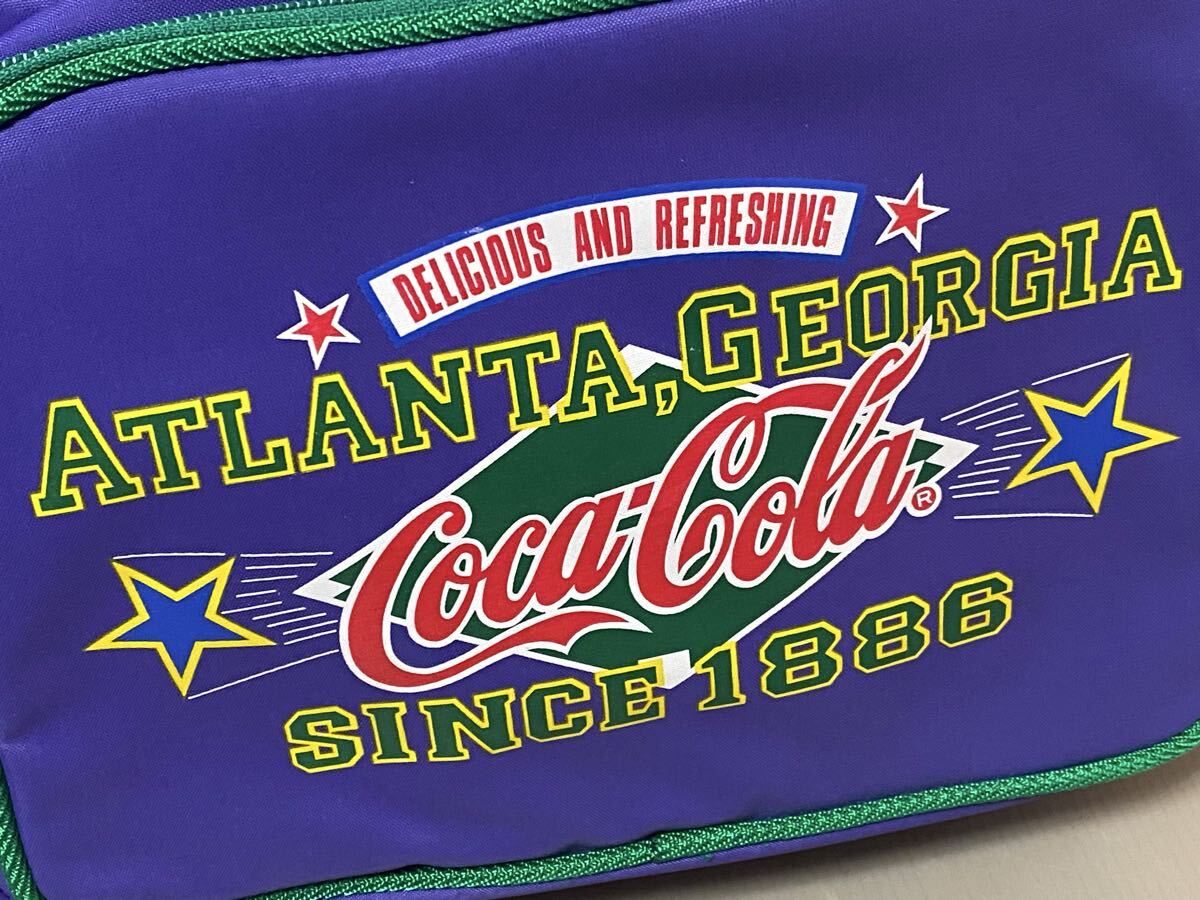 DELICIOUS AND REFRESHING
ATLANTA, GEORGIA
Coca-Cola ®
SINCE 1886